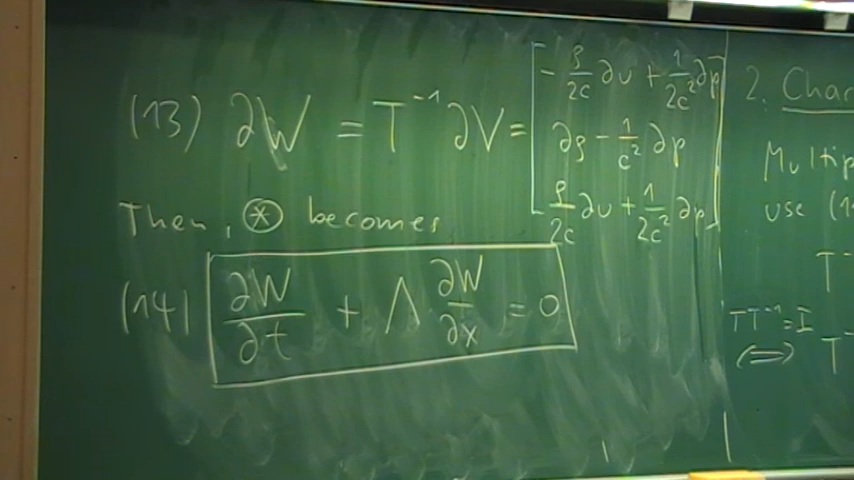 (13) ∂W = T⁻¹ ∂V = [ -ρ/2c ∂u + 1/2c² ∂p
∂ρ - 1/c² ∂p
ρ/2c ∂u + 1/2c² ∂p ]
Then, ⊛ becomes
(14) ∂W/∂t + Λ ∂W/∂x = 0
2. Char
Multip
use (1
T⁻
TT⁻¹ = I
⟺ T⁻